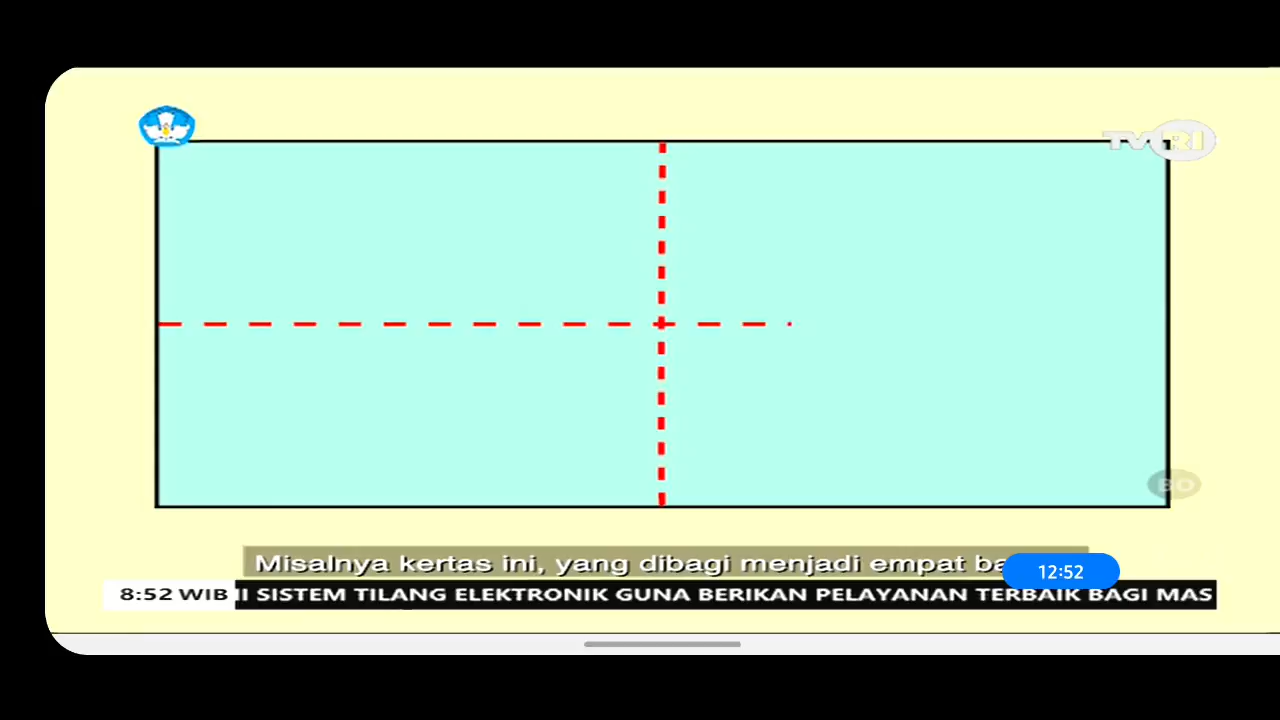 TVRI
BO
Misalnya kertas ini, yang dibagi menjadi empat
12:52
8:52 WIB
SISTEM TILANG ELEKTRONIK GUNA BERIKAN PELAYANAN TERBAIK BAGI MAS